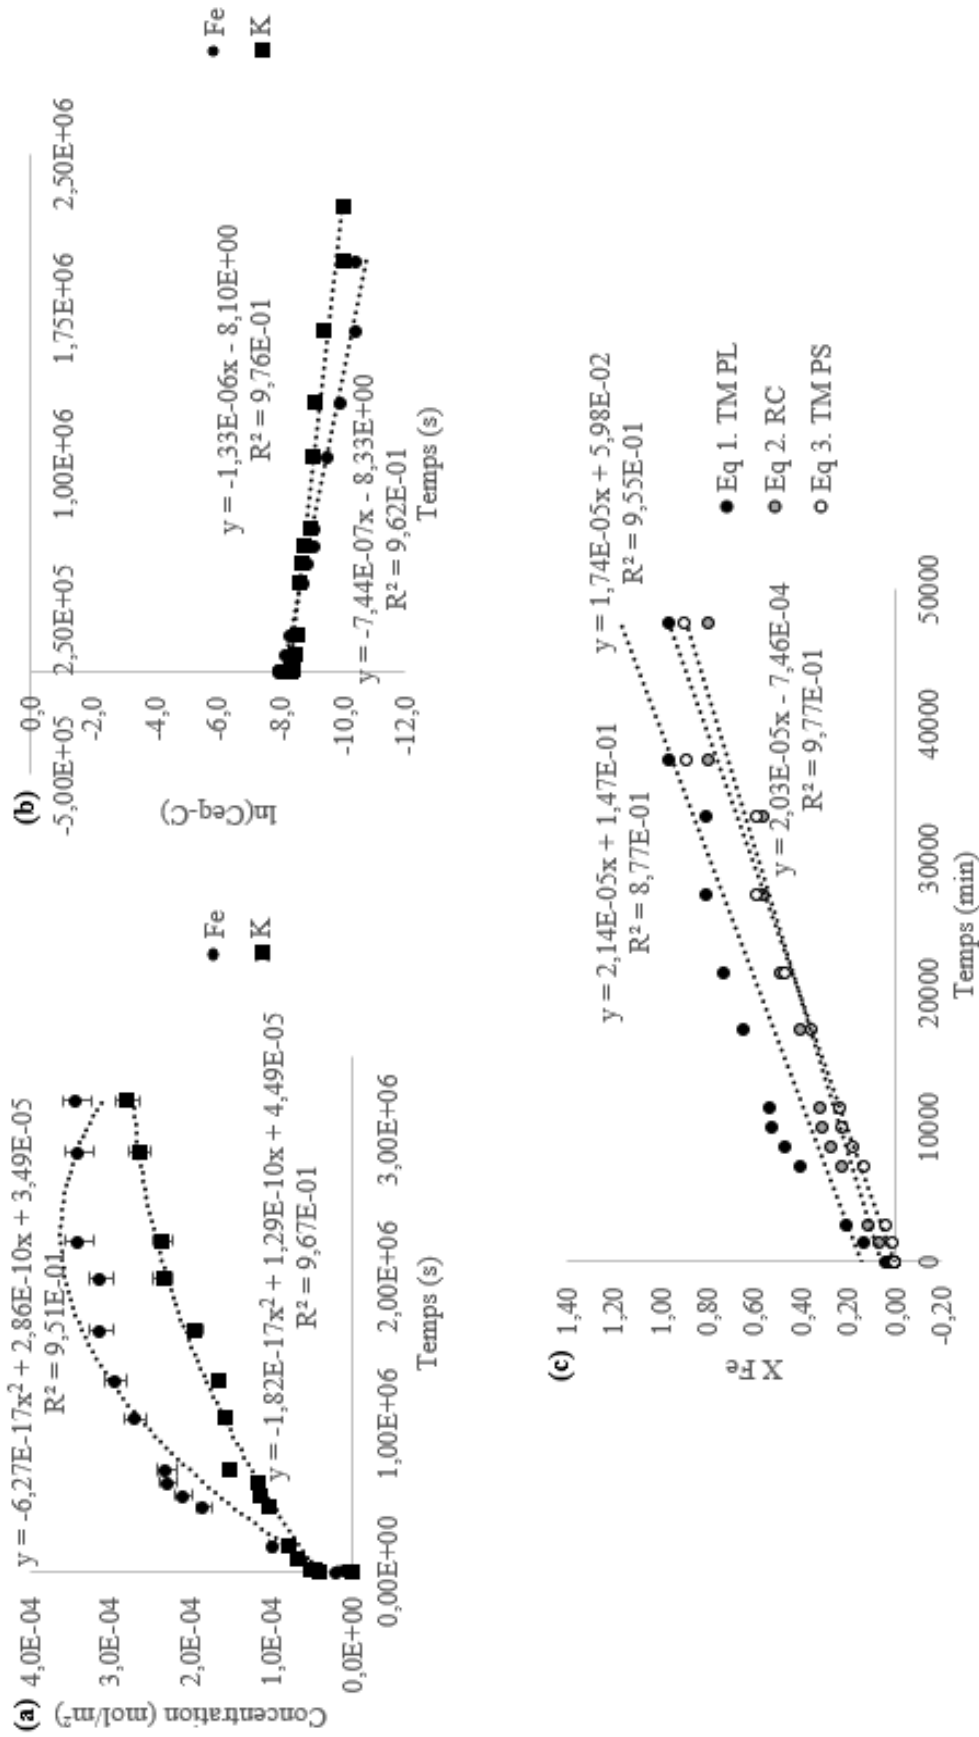 (a)
4,0E-04
3,0E-04
2,0E-04
1,0E-04
0,0E+00
Concentration (mol/m³)
y = -6,27E-17x² + 2,86E-10x + 3,49E-05
R² = 9,51E-01
y = -1,82E-17x² + 1,29E-10x + 4,49E-05
R² = 9,67E-01
0,00E+00 1,00E+06 2,00E+06 3,00E+06
Temps (s)
Fe
K
(b)
-5,00E+05 2,50E+05 1,00E+06 1,75E+06 2,50E+06
0,0
-2,0
-4,0
-6,0
-8,0
-10,0
-12,0
ln(Ceq-C)
y = -1,33E-06x - 8,10E+00
R² = 9,76E-01
y = -7,44E-07x - 8,33E+00
R² = 9,62E-01
Temps (s)
Fe
K
(c)
1,40
1,20
1,00
0,80
0,60
0,40
0,20
0,00
-0,20
X Fe
y = 2,14E-05x + 1,47E-01
R² = 8,77E-01
y = 1,74E-05x + 5,98E-02
R² = 9,55E-01
y = 2,03E-05x - 7,46E-04
R² = 9,77E-01
0 10000 20000 30000 40000 50000
Temps (min)
Eq 1. TM PL
Eq 2. RC
Eq 3. TM PS